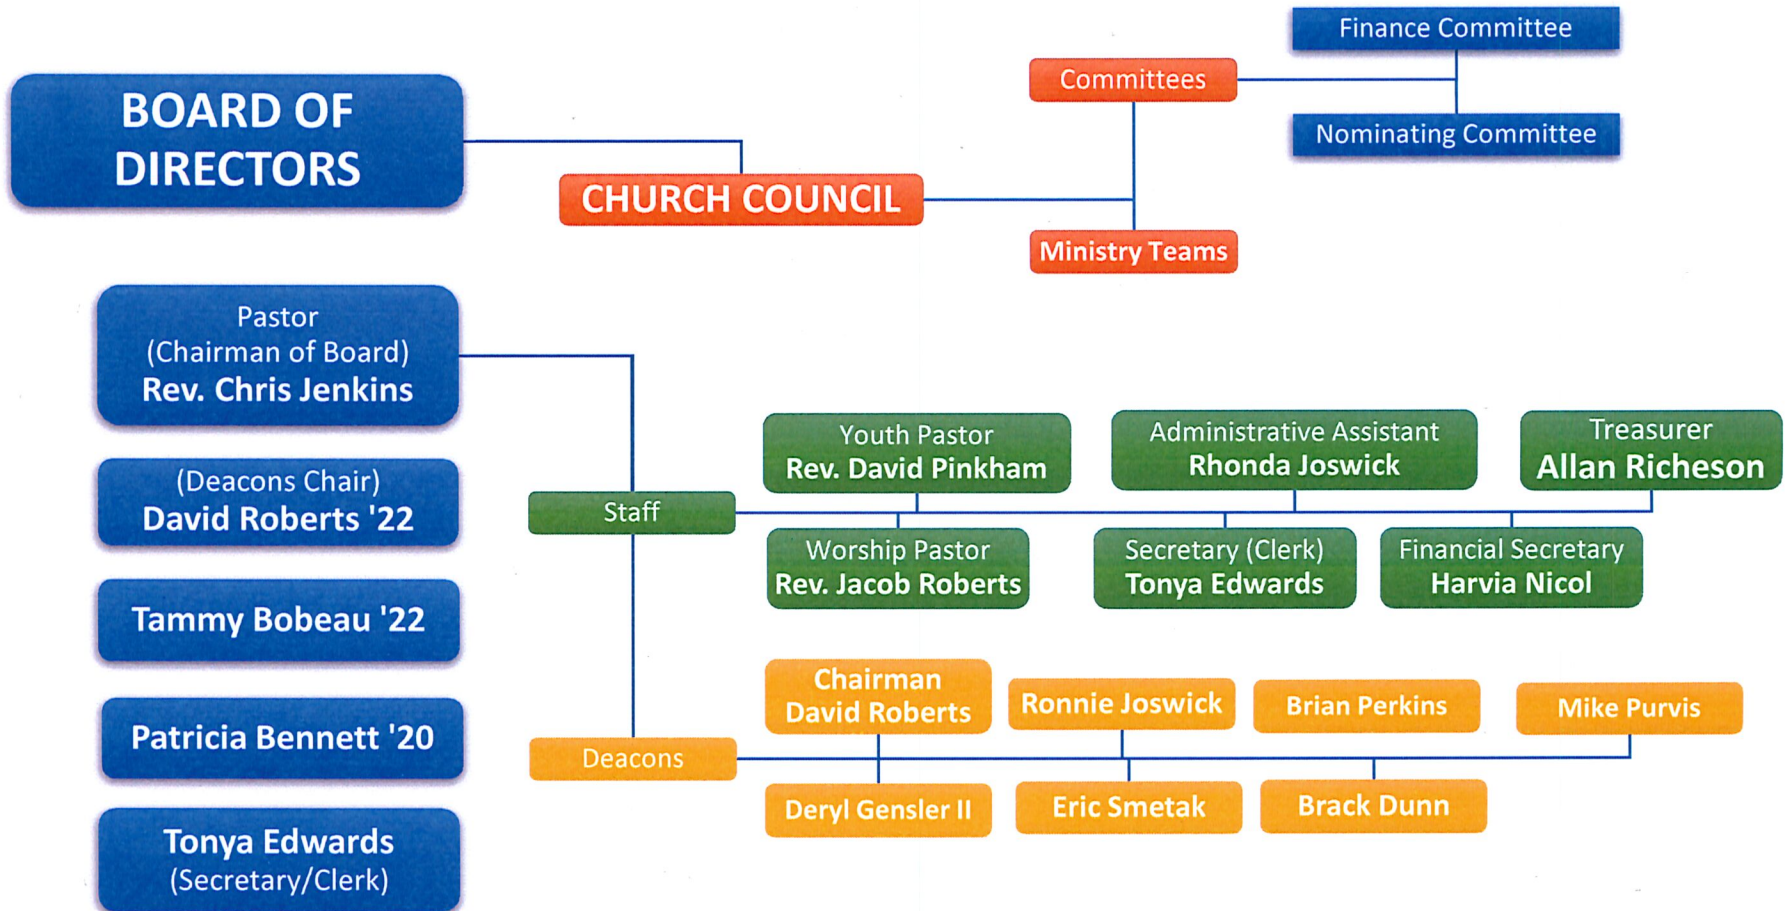 BOARD OF
DIRECTORS
CHURCH COUNCIL
Committees
Finance Committee
Nominating Committee
Ministry Teams
Pastor
(Chairman of Board)
Rev. Chris Jenkins
(Deacons Chair)
David Roberts '22
Tammy Bobeau '22
Patricia Bennett '20
Tonya Edwards
(Secretary/Clerk)
Staff
Youth Pastor
Rev. David Pinkham
Administrative Assistant
Rhonda Joswick
Treasurer
Allan Richeson
Worship Pastor
Rev. Jacob Roberts
Secretary (Clerk)
Tonya Edwards
Financial Secretary
Harvia Nicol
Deacons
Chairman
David Roberts
Ronnie Joswick
Brian Perkins
Mike Purvis
Deryl Gensler II
Eric Smetak
Brack Dunn